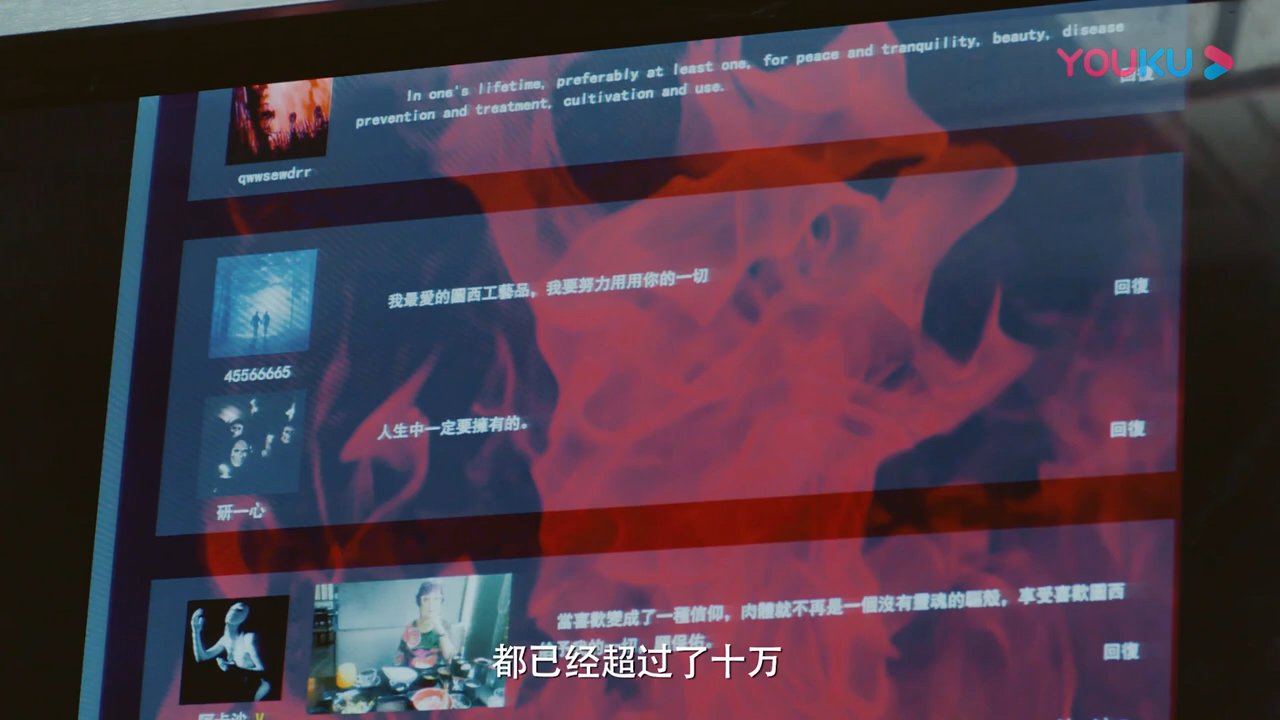 YOUKU
In one's lifetime, preferably at least one, for peace and tranquility, beauty, disease
prevention and treatment, cultivation and use.
回復
qwwsewdrr
我最愛的圖西工藝品，我要努力用用你的一切
回復
45566665
人生中一定要擁有的。
回復
研一心
當喜歡變成了一種信仰，肉體就不再是一個沒有靈魂的軀殼，享受喜歡圖西
回復
都已经超过了十万